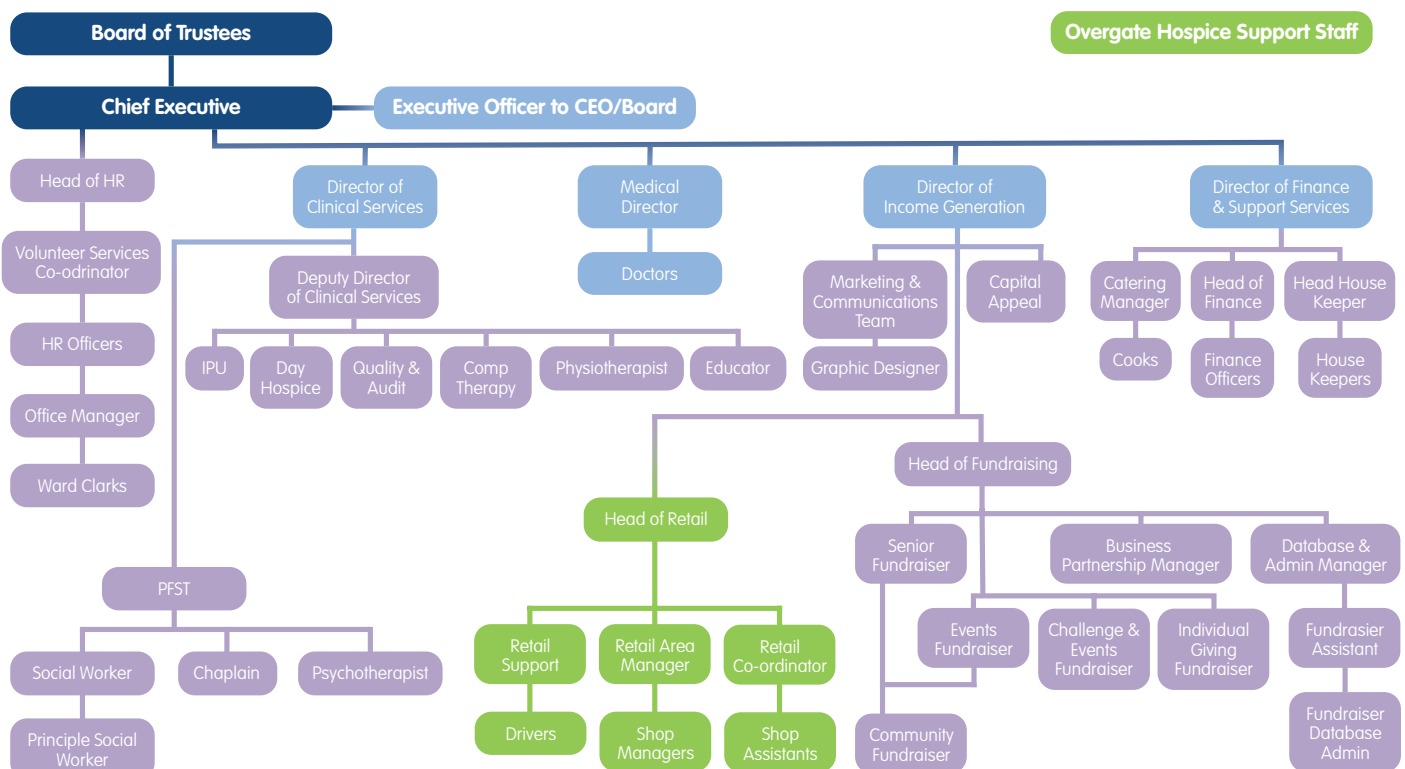 Board of Trustees
Overgate Hospice Support Staff
Chief Executive
Executive Officer to CEO/Board
Head of HR
Volunteer Services
Co-odrinator
HR Officers
Office Manager
Ward Clarks
Director of
Clinical Services
Deputy Director
of Clinical Services
IPU
Day
Hospice
Quality &
Audit
Comp
Therapy
Physiotherapist
Educator
PFST
Social Worker
Chaplain
Psychotherapist
Principle Social
Worker
Medical
Director
Doctors
Director of
Income Generation
Marketing &
Communications
Team
Capital
Appeal
Graphic Designer
Head of Retail
Retail
Support
Retail Area
Manager
Retail
Co-ordinator
Drivers
Shop
Managers
Shop
Assistants
Head of Fundraising
Senior
Fundraiser
Business
Partnership Manager
Database &
Admin Manager
Events
Fundraiser
Challenge &
Events
Fundraiser
Individual
Giving
Fundraiser
Fundrasier
Assistant
Community
Fundraiser
Fundraiser
Database
Admin
Director of Finance
& Support Services
Catering
Manager
Head of
Finance
Head House
Keeper
Cooks
Finance
Officers
House
Keepers